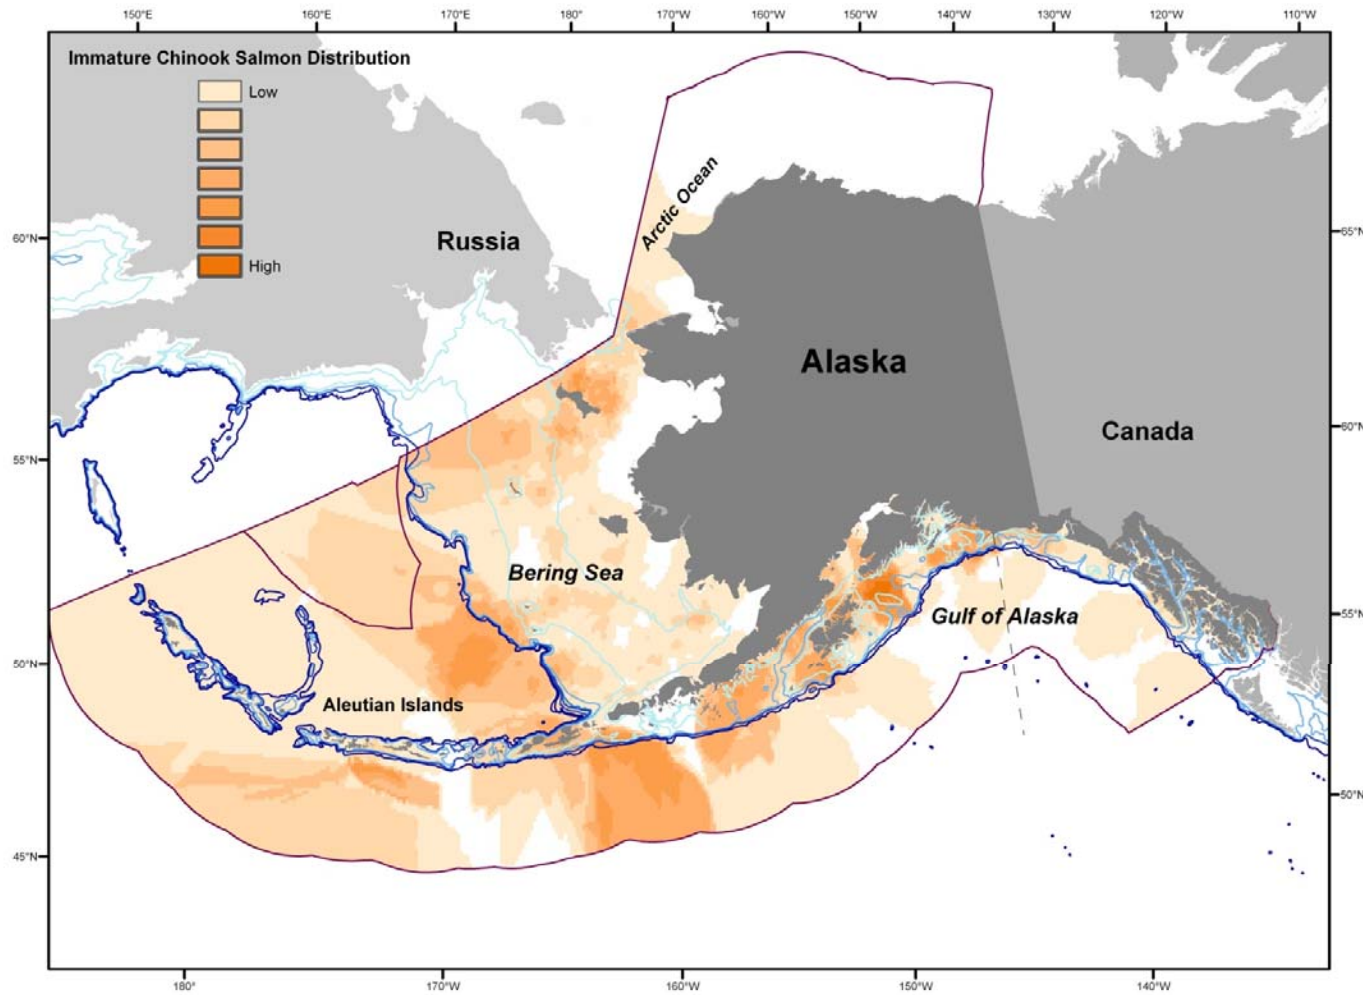 150°E 160°E 170°E 180° 170°W 160°W 150°W 140°W 130°W 120°W 110°W
Immature Chinook Salmon Distribution
Low
High
Arctic Ocean
60°N
65°N
Russia
Alaska
Canada
60°N
55°N
Bering Sea
Gulf of Alaska
55°N
50°N
Aleutian Islands
50°N
45°N
180° 170°W 160°W 150°W 140°W